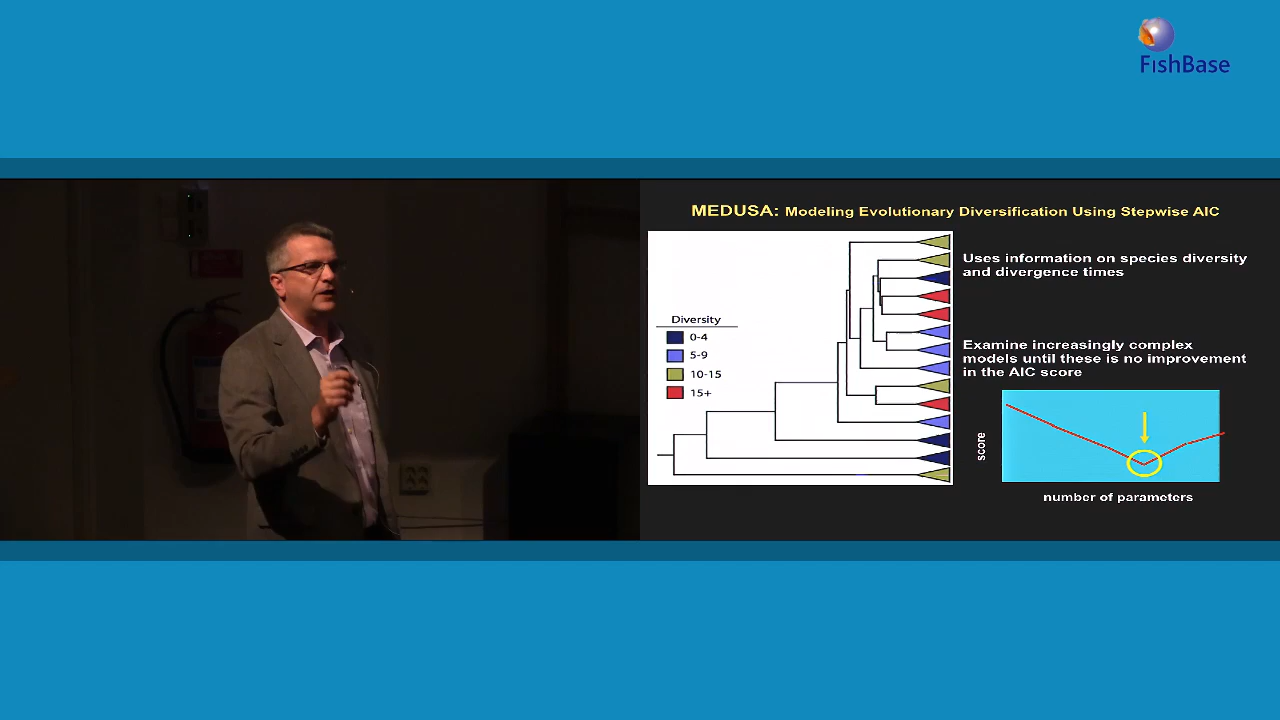 FishBase
MEDUSA: Modeling Evolutionary Diversification Using Stepwise AIC
Uses information on species diversity
and divergence times
Diversity
0-4
5-9
10-15
15+
Examine increasingly complex
models until these is no improvement
in the AIC score
score
number of parameters